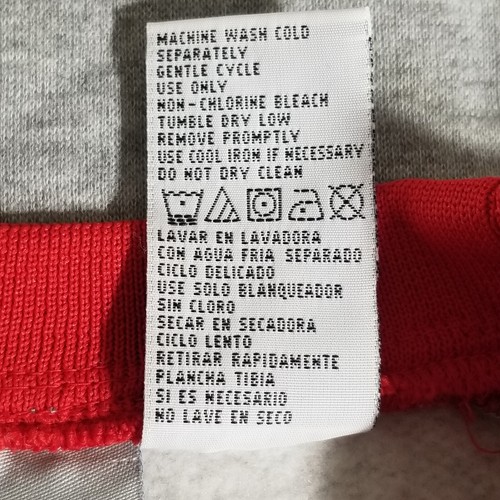 MACHINE WASH COLD
SEPARATELY
GENTLE CYCLE
USE ONLY
NON-CHLORINE BLEACH
TUMBLE DRY LOW
REMOVE PROMPTLY
USE COOL IRON IF NECESSARY
DO NOT DRY CLEAN
LAVAR EN LAVADORA
CON AGUA FRIA SEPARADO
CICLO DELICADO
USE SOLO BLANQUEADOR
SIN CLORO
SECAR EN SECADORA
CICLO LENTO
RETIRAR RAPIDAMENTE
PLANCHA TIBIA
SI ES NECESARIO
NO LAVE EN SECO